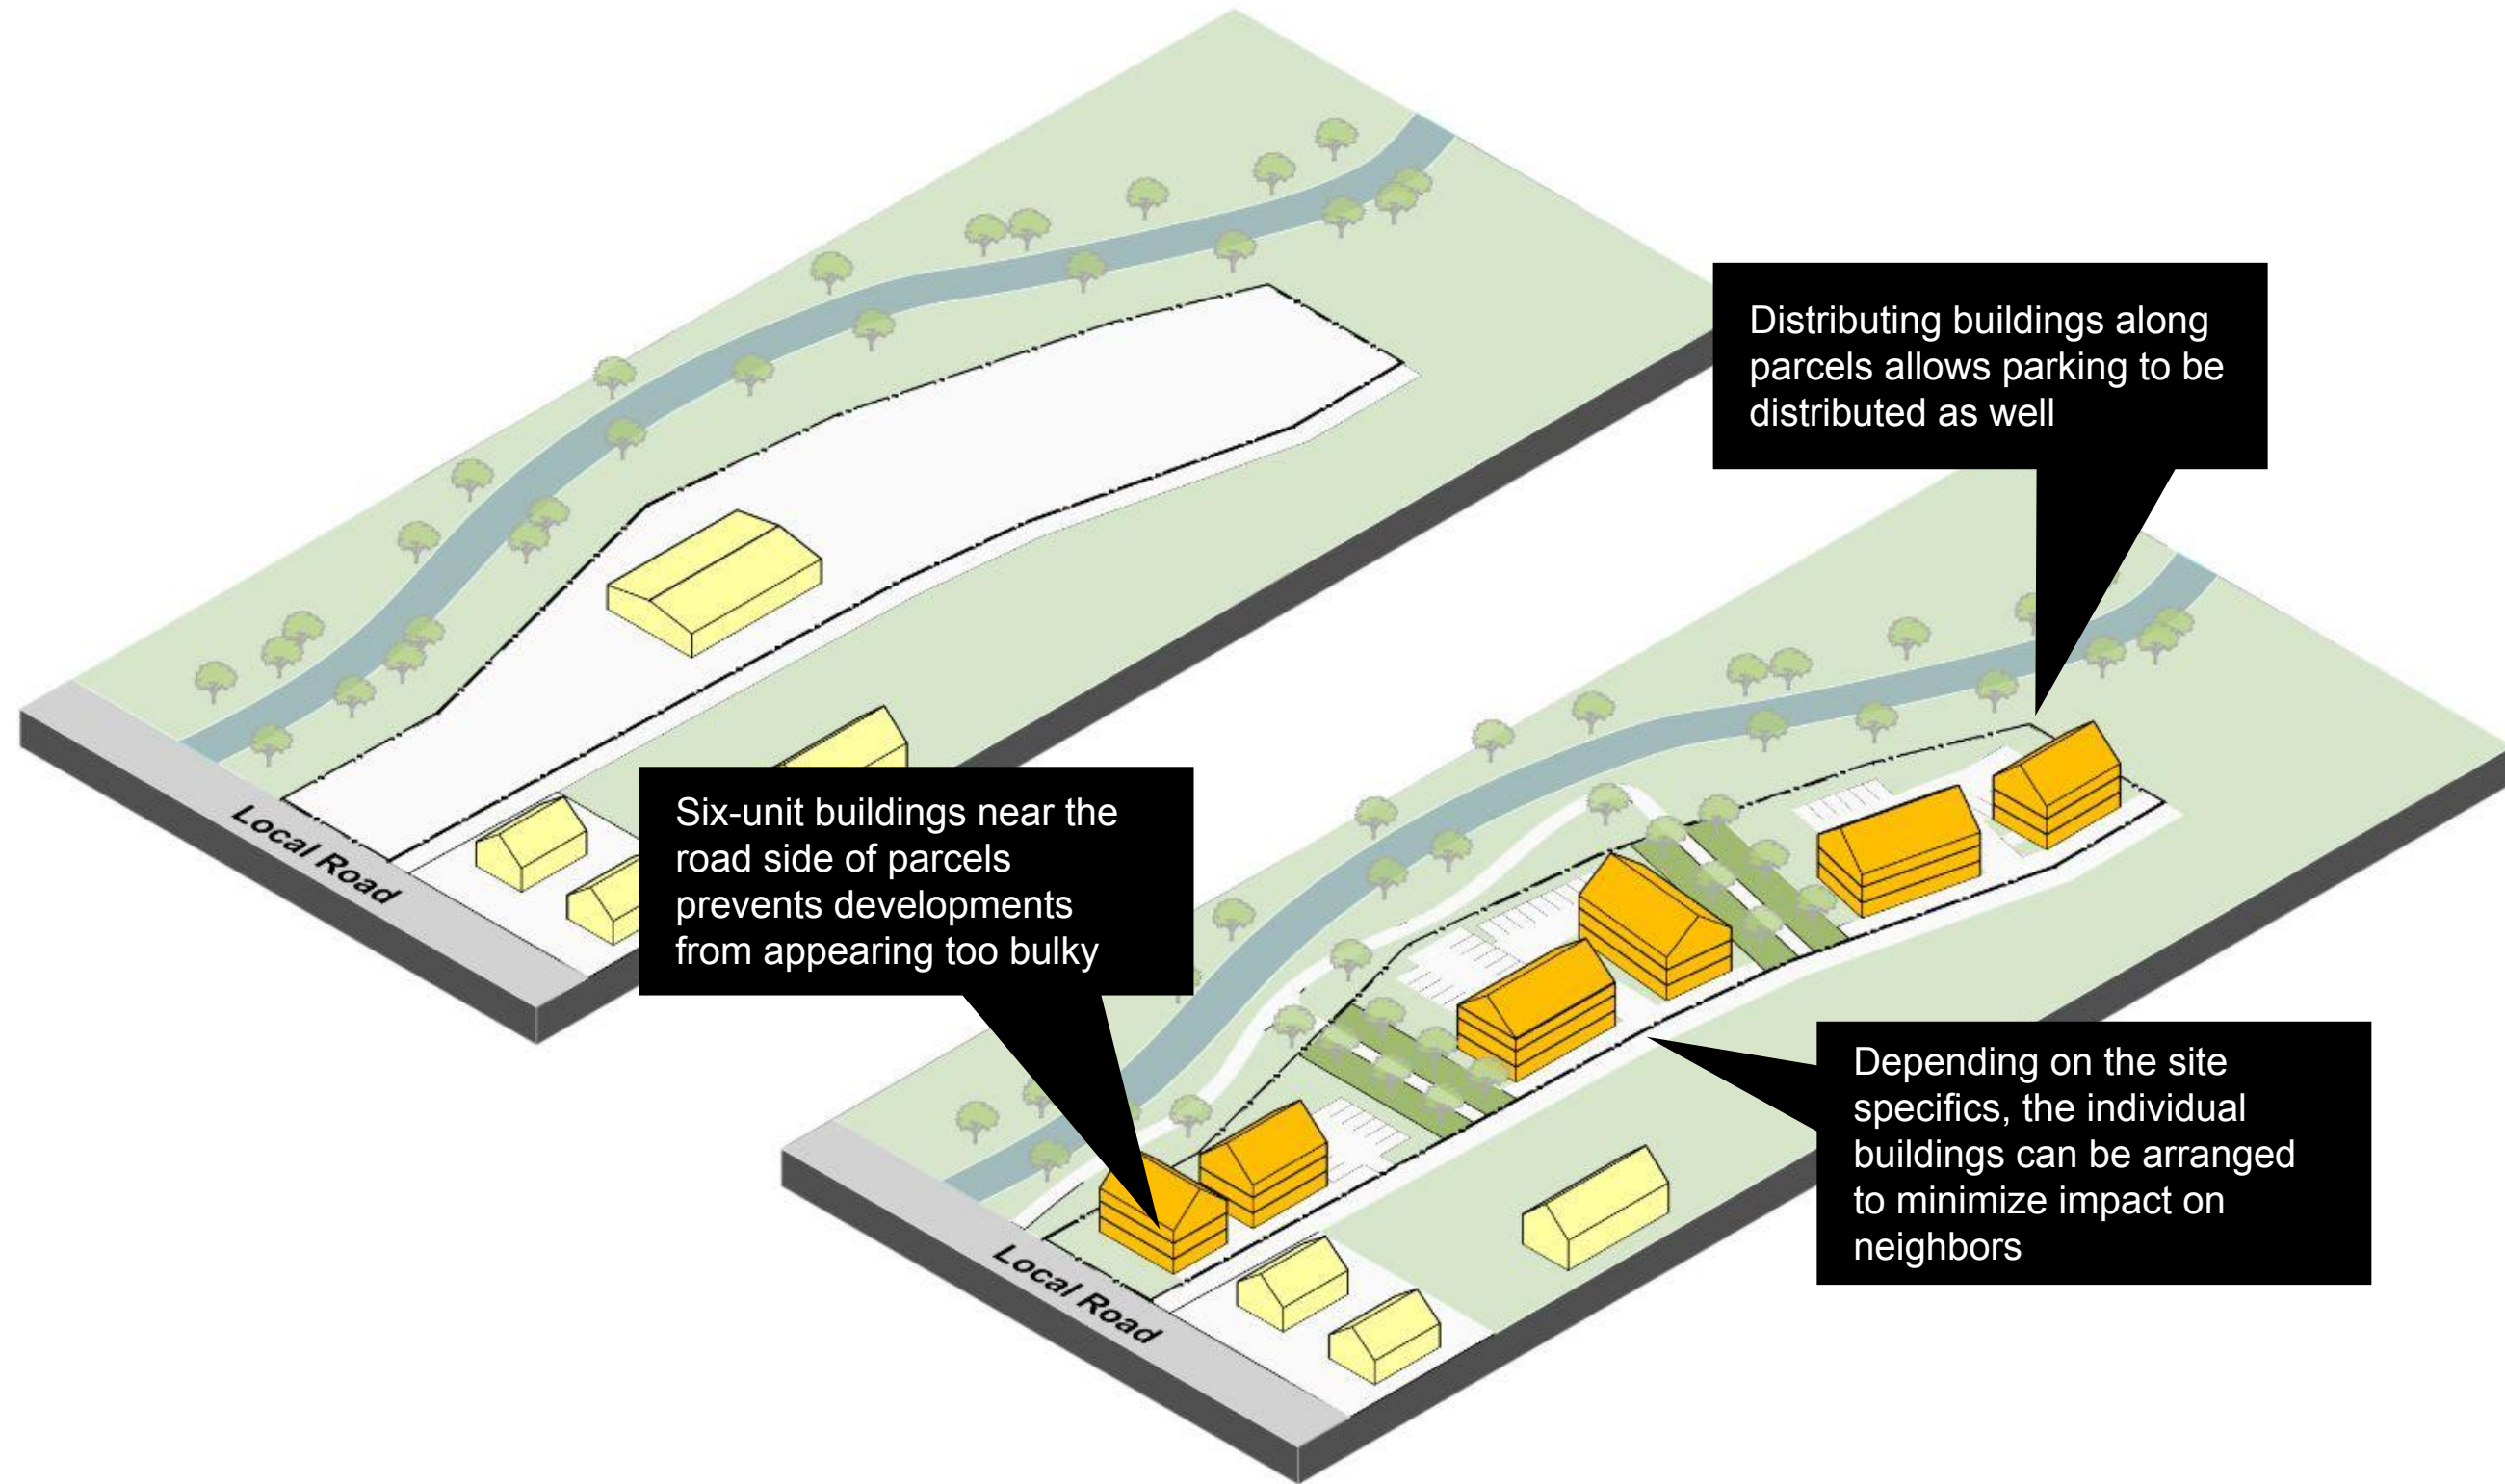 Distributing buildings along
parcels allows parking to be
distributed as well
Six-unit buildings near the
road side of parcels
prevents developments
from appearing too bulky
Local Road
Depending on the site
specifics, the individual
buildings can be arranged
to minimize impact on
neighbors
Local Road